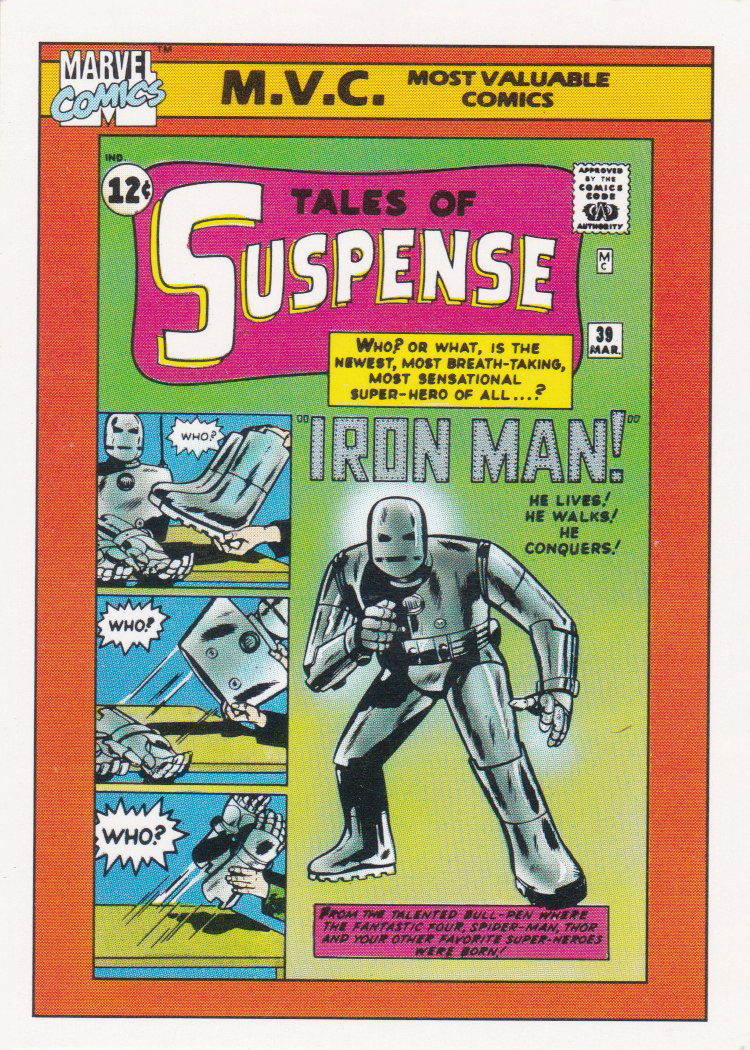 MARVEL
COMICS
TM
M.V.C.
MOST VALUABLE
COMICS
IND.
12¢
TALES OF
SUSPENSE
APPROVED
BY THE
COMICS
CODE
CA
AUTHORITY
M
C
39
MAR.
WHO? OR WHAT, IS THE
NEWEST, MOST BREATH-TAKING,
MOST SENSATIONAL
SUPER-HERO OF ALL...?
"IRON MAN!"
HE LIVES!
HE WALKS!
HE
CONQUERS!
WHO?
WHO?
WHO?
FROM THE TALENTED BULL-PEN WHERE
THE FANTASTIC FOUR, SPIDER-MAN, THOR
AND YOUR OTHER FAVORITE SUPER-HEROES
WERE BORN!